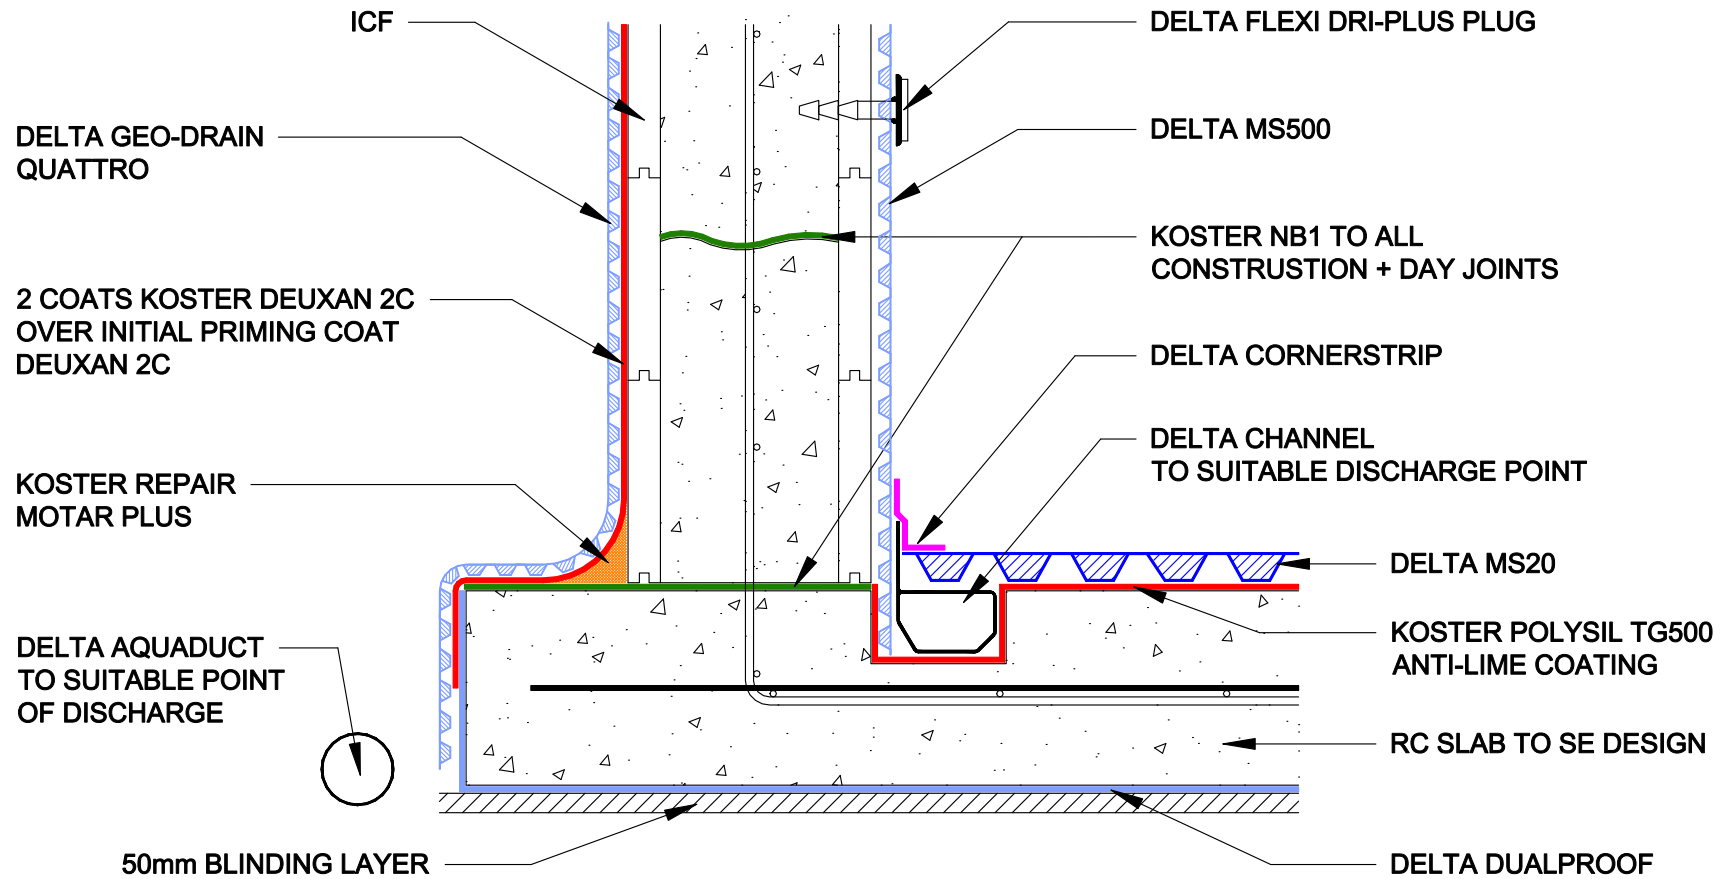 ICF
DELTA GEO-DRAIN
QUATTRO
2 COATS KOSTER DEUXAN 2C
OVER INITIAL PRIMING COAT
DEUXAN 2C
KOSTER REPAIR
MOTAR PLUS
DELTA AQUADUCT
TO SUITABLE POINT
OF DISCHARGE
50mm BLINDING LAYER
DELTA FLEXI DRI-PLUS PLUG
DELTA MS500
KOSTER NB1 TO ALL
CONSTRUSTION + DAY JOINTS
DELTA CORNERSTRIP
DELTA CHANNEL
TO SUITABLE DISCHARGE POINT
DELTA MS20
KOSTER POLYSIL TG500
ANTI-LIME COATING
RC SLAB TO SE DESIGN
DELTA DUALPROOF